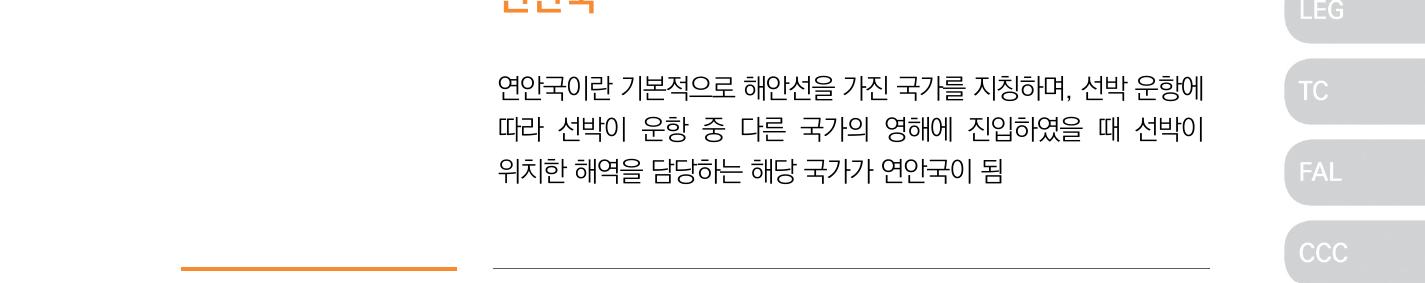 연안국이란 기본적으로 해안선을 가진 국가를 지칭하며, 선박 운항에
따라 선박이 운항 중 다른 국가의 영해에 진입하였을 때 선박이
위치한 해역을 담당하는 해당 국가가 연안국이 됨
LEG
TC
FAL
CCC